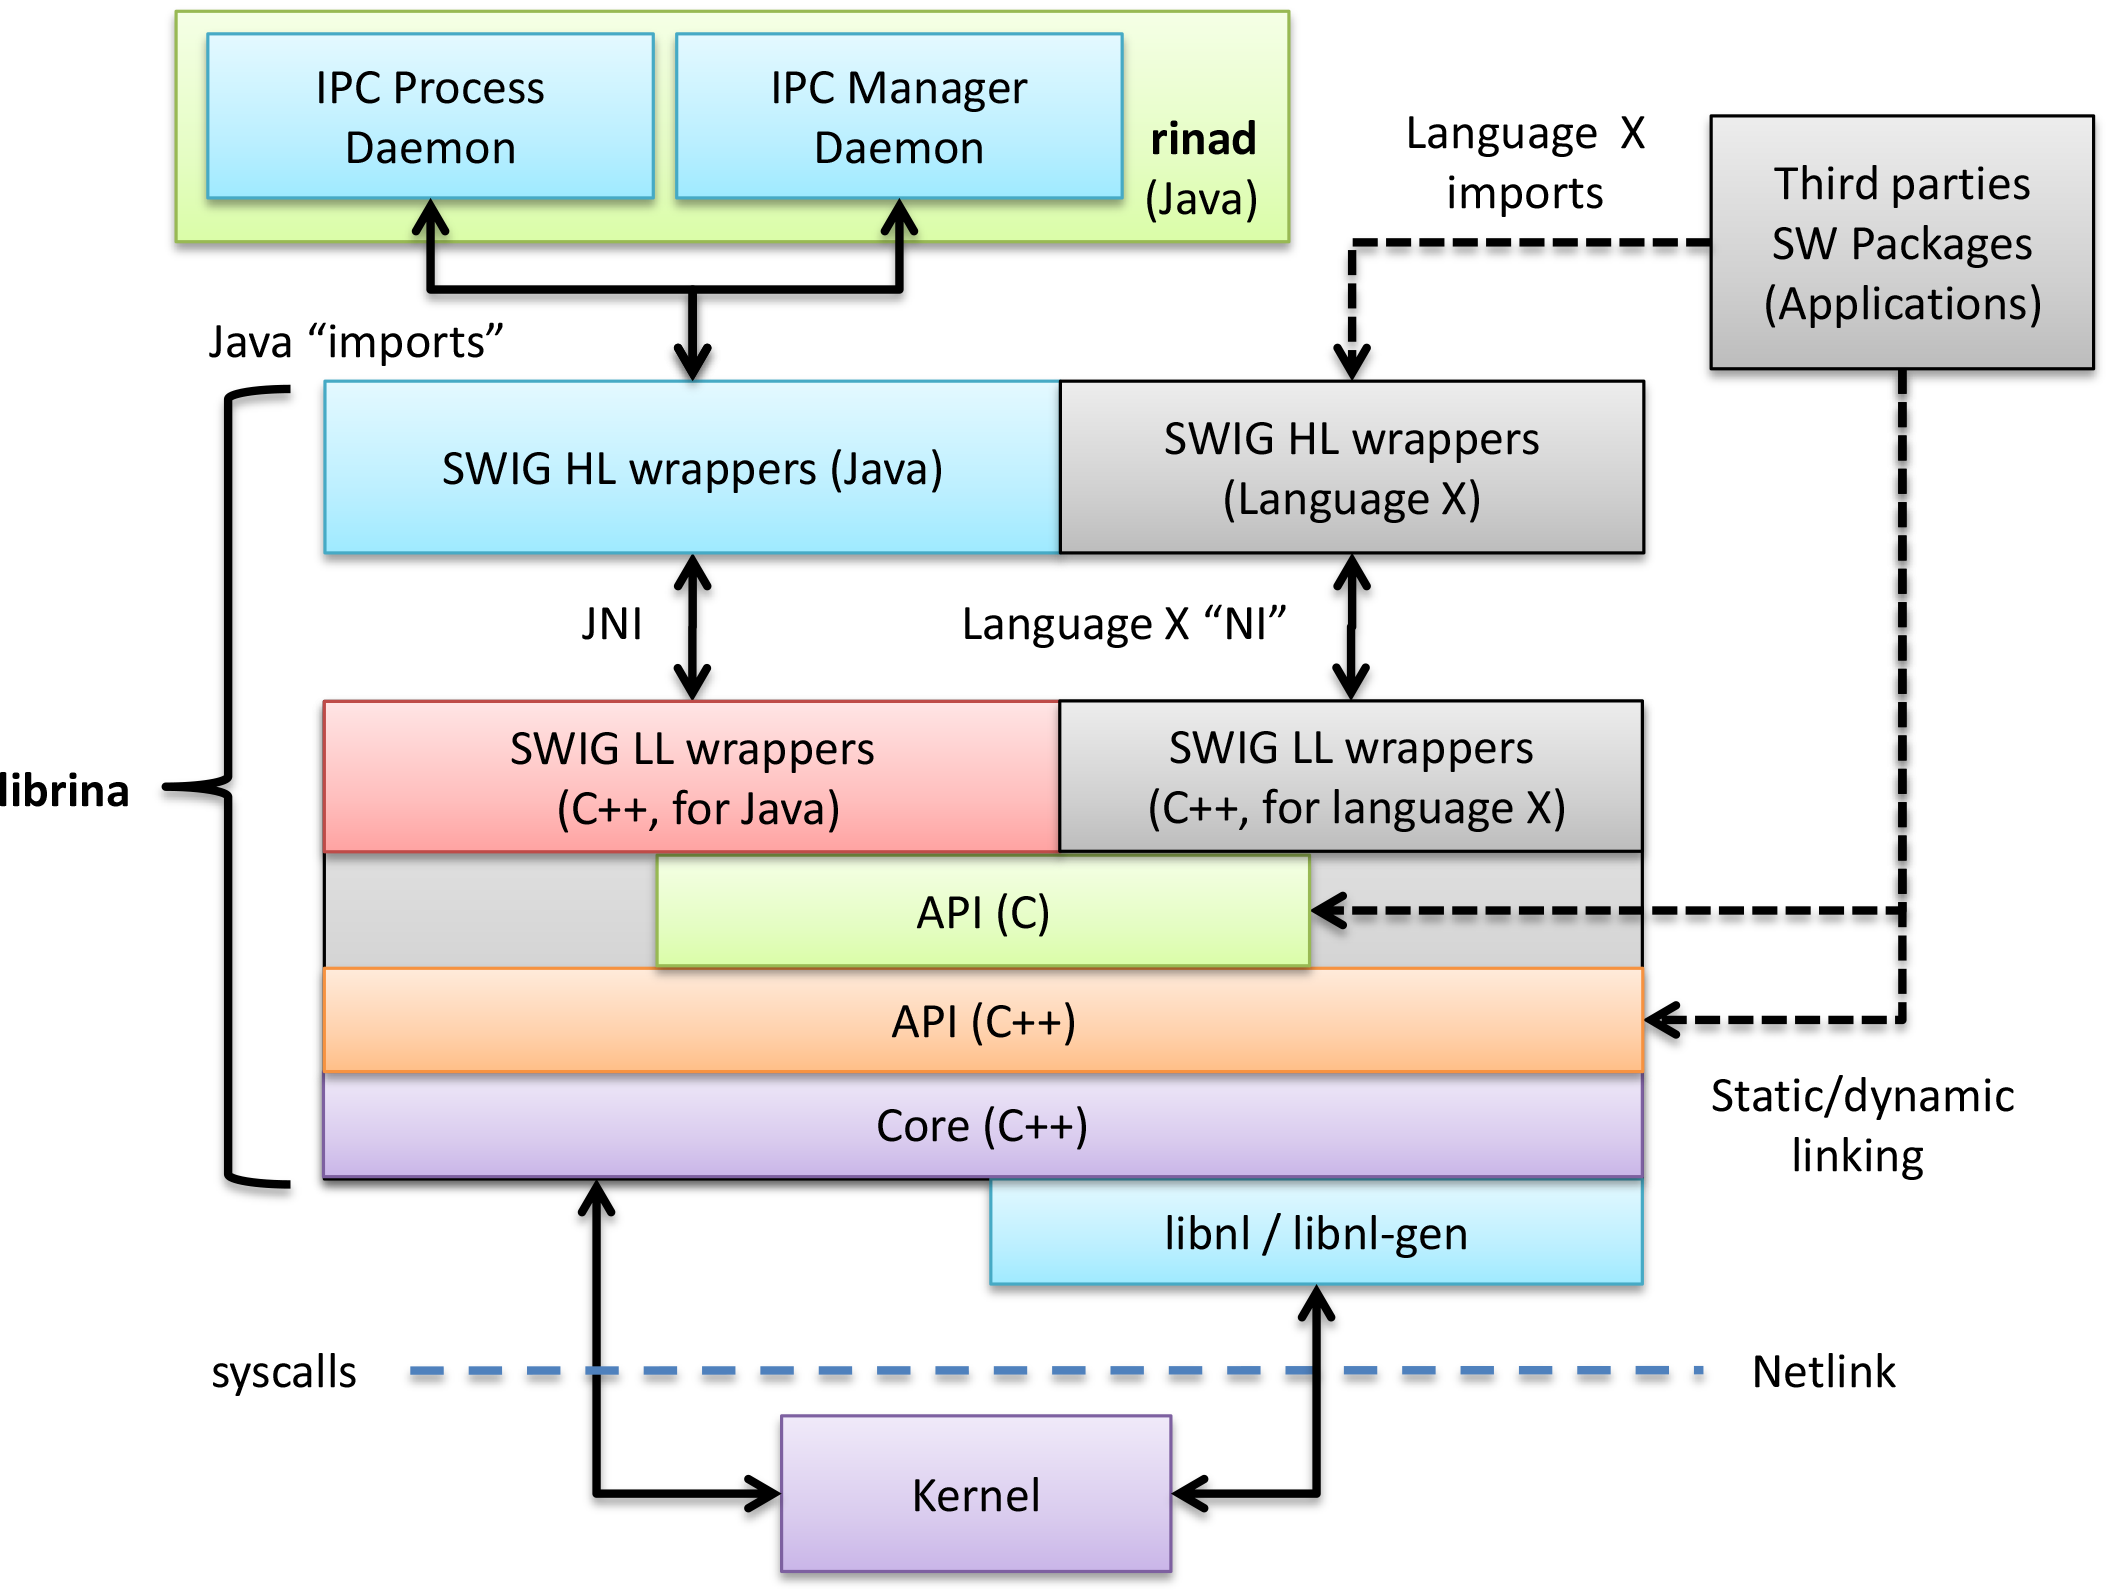 IPC Process
Daemon
IPC Manager
Daemon
rinad
(Java)
Language X
imports
Third parties
SW Packages
(Applications)
Java “imports”
SWIG HL wrappers (Java)
SWIG HL wrappers
(Language X)
JNI
Language X “NI”
librina
SWIG LL wrappers
(C++, for Java)
SWIG LL wrappers
(C++, for language X)
API (C)
API (C++)
Core (C++)
Static/dynamic
linking
libnl / libnl-gen
syscalls
Netlink
Kernel